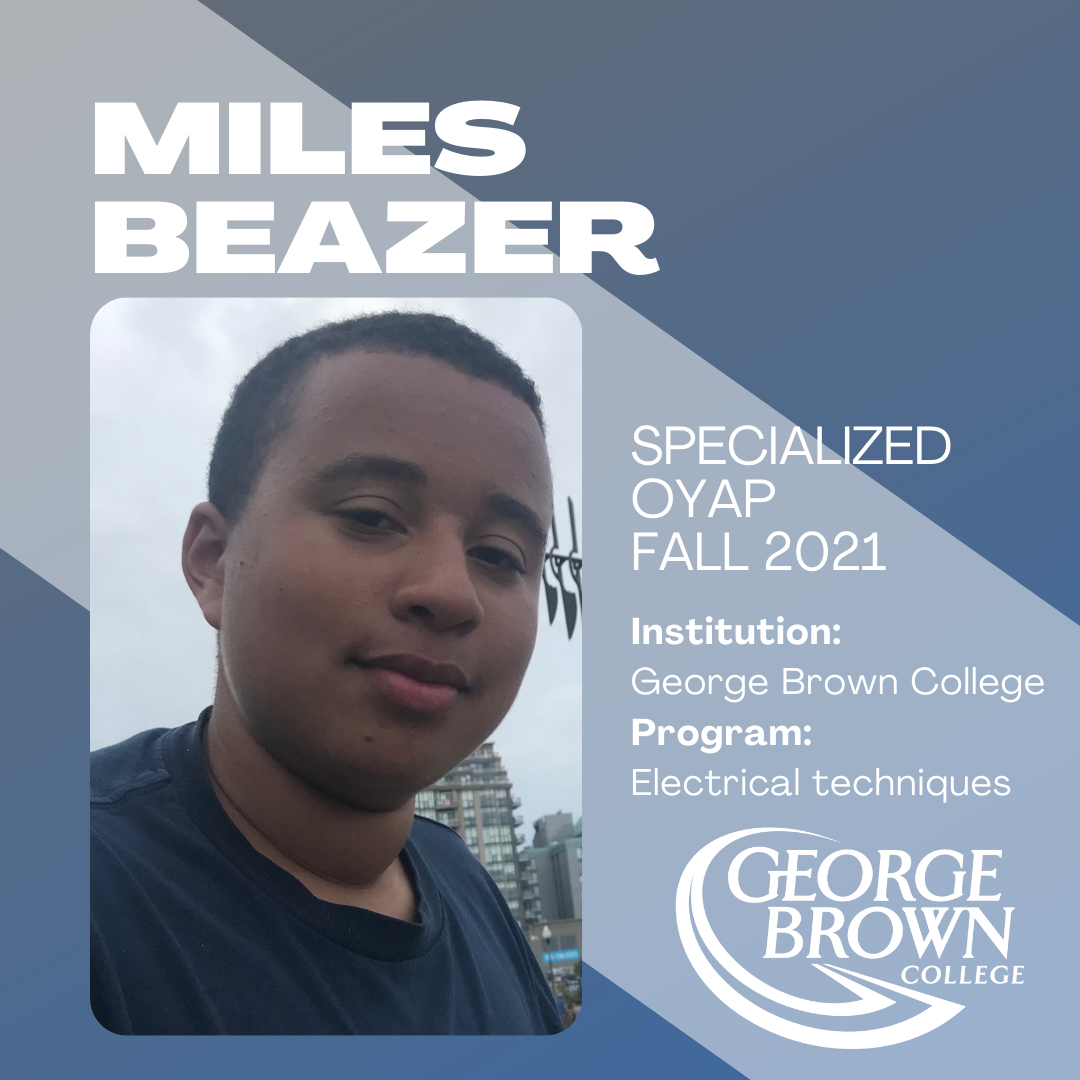 MILES
BEAZER
SPECIALIZED
OYAP
FALL 2021
Institution:
George Brown College
Program:
Electrical techniques
GEORGE
BROWN
COLLEGE